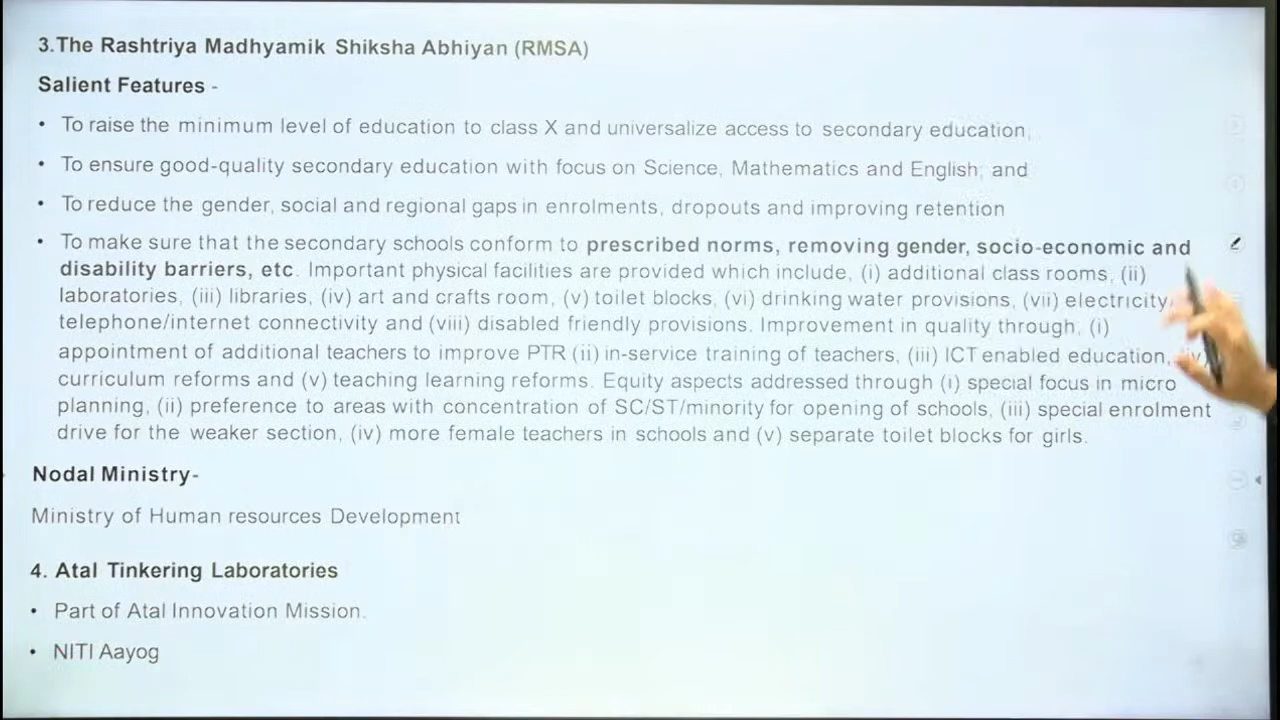 3.The Rashtriya Madhyamik Shiksha Abhiyan (RMSA)
Salient Features -
• To raise the minimum level of education to class X and universalize access to secondary education;
• To ensure good-quality secondary education with focus on Science, Mathematics and English; and
• To reduce the gender, social and regional gaps in enrolments, dropouts and improving retention
• To make sure that the secondary schools conform to prescribed norms, removing gender, socio-economic and
disability barriers, etc. Important physical facilities are provided which include, (i) additional class rooms, (ii)
laboratories, (iii) libraries, (iv) art and crafts room, (v) toilet blocks, (vi) drinking water provisions, (vii) electricity/
telephone/internet connectivity and (viii) disabled friendly provisions. Improvement in quality through, (i)
appointment of additional teachers to improve PTR (ii) in-service training of teachers, (iii) ICT enabled education,
curriculum reforms and (v) teaching learning reforms. Equity aspects addressed through (i) special focus in micro
planning, (ii) preference to areas with concentration of SC/ST/minority for opening of schools, (iii) special enrolment
drive for the weaker section, (iv) more female teachers in schools and (v) separate toilet blocks for girls.
Nodal Ministry-
Ministry of Human resources Development
4. Atal Tinkering Laboratories
• Part of Atal Innovation Mission.
• NITI Aayog